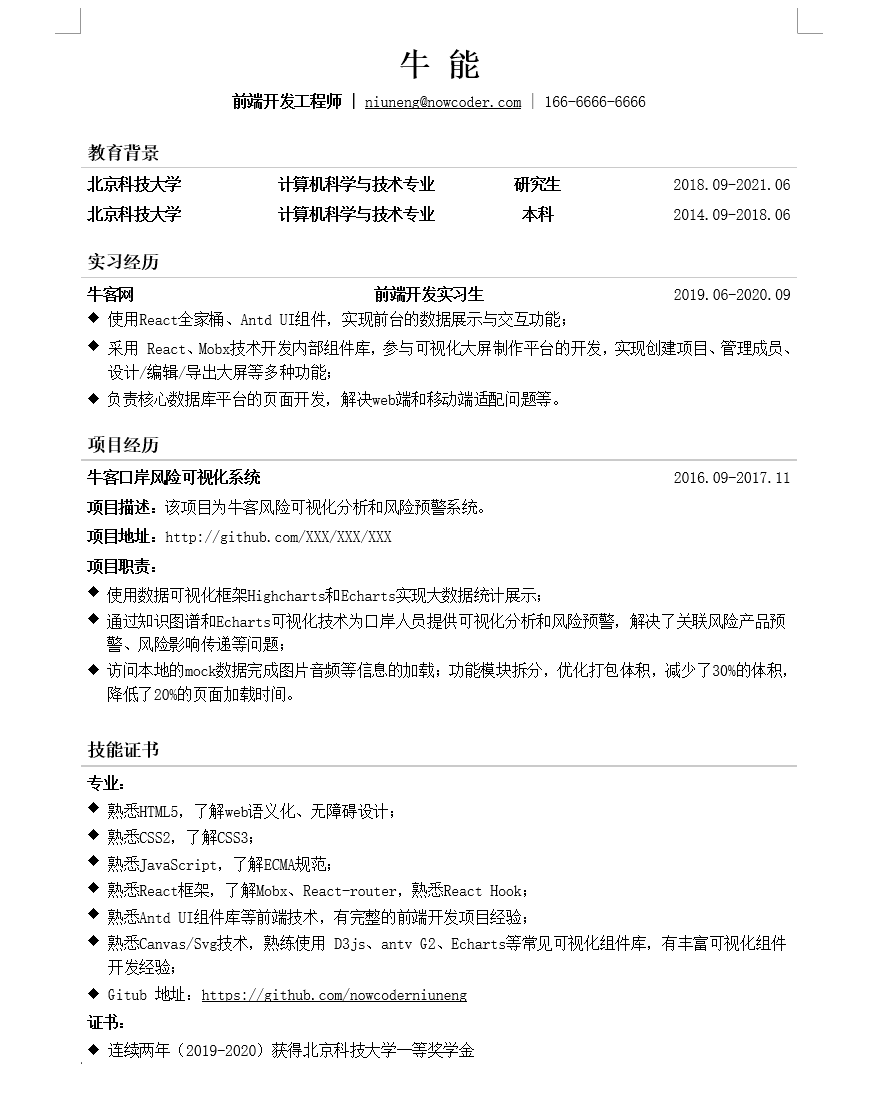 牛 能
前端开发工程师 | niuneng@nowcoder.com | 166-6666-6666
教育背景
北京科技大学 计算机科学与技术专业 研究生 2018.09-2021.06
北京科技大学 计算机科学与技术专业 本科 2014.09-2018.06
实习经历
牛客网 前端开发实习生 2019.06-2020.09
◆ 使用React全家桶、Antd UI组件，实现前台的数据展示与交互功能；
◆ 采用 React、Mobx技术开发内部组件库，参与可视化大屏制作平台的开发，实现创建项目、管理成员、
设计/编辑/导出大屏等多种功能；
◆ 负责核心数据库平台的页面开发，解决web端和移动端适配问题等。
项目经历
牛客口岸风险可视化系统 2016.09-2017.11
项目描述：该项目为牛客风险可视化分析和风险预警系统。
项目地址：http://github.com/XXX/XXX/XXX
项目职责：
◆ 使用数据可视化框架Highcharts和Echarts实现大数据统计展示；
◆ 通过知识图谱和Echarts可视化技术为口岸人员提供可视化分析和风险预警，解决了关联风险产品预
警、风险影响传递等问题；
◆ 访问本地的mock数据完成图片音频等信息的加载；功能模块拆分，优化打包体积，减少了30%的体积，
降低了20%的页面加载时间。
技能证书
专业：
◆ 熟悉HTML5，了解web语义化、无障碍设计；
◆ 熟悉CSS2，了解CSS3；
◆ 熟悉JavaScript，了解ECMA规范；
◆ 熟悉React框架，了解Mobx、React-router，熟悉React Hook；
◆ 熟悉Antd UI组件库等前端技术，有完整的前端开发项目经验；
◆ 熟悉Canvas/Svg技术，熟练使用 D3js、antv G2、Echarts等常见可视化组件库，有丰富可视化组件
开发经验；
◆ Gitub 地址：https://github.com/nowcoderniuneng
证书：
◆ 连续两年（2019-2020）获得北京科技大学一等奖学金